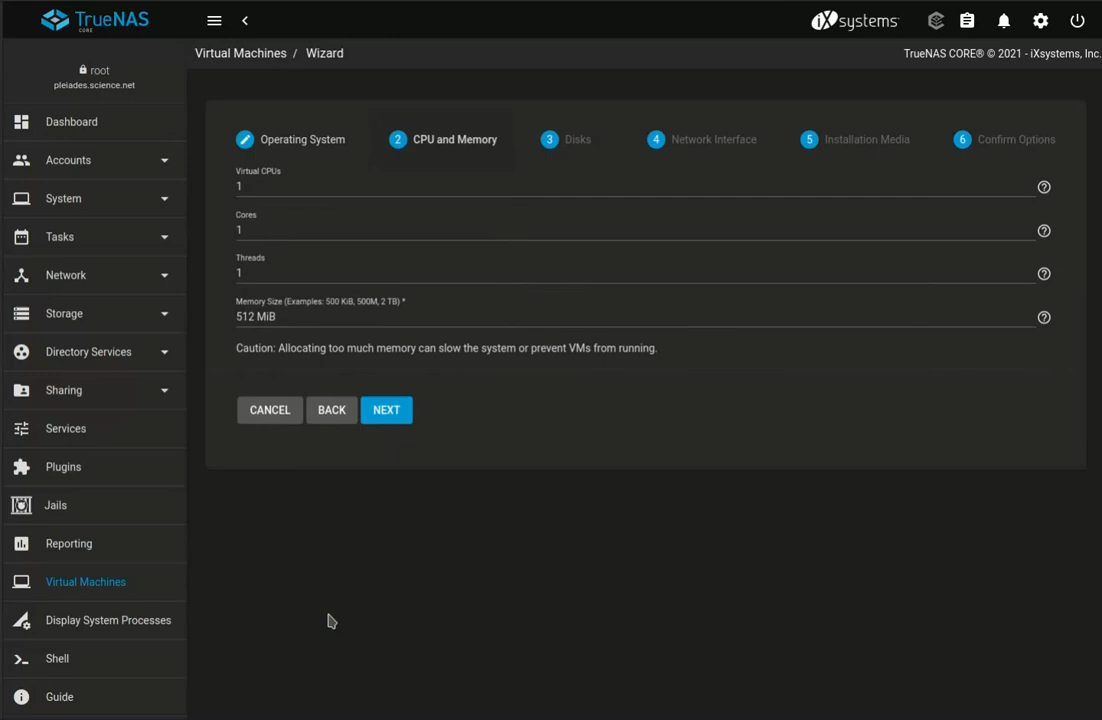 TrueNAS
CORE
iXsystems
root
pleiades.science.net
Virtual Machines / Wizard
TrueNAS CORE® © 2021 - iXsystems, Inc.
Dashboard
Accounts
System
Tasks
Network
Storage
Directory Services
Sharing
Services
Plugins
Jails
Reporting
Virtual Machines
Display System Processes
Shell
Guide
Operating System
2 CPU and Memory
3 Disks
4 Network Interface
5 Installation Media
6 Confirm Options
Virtual CPUs
1
Cores
1
Threads
1
Memory Size (Examples: 500 KiB, 500M, 2 TB) *
512 MiB
Caution: Allocating too much memory can slow the system or prevent VMs from running.
CANCEL BACK NEXT